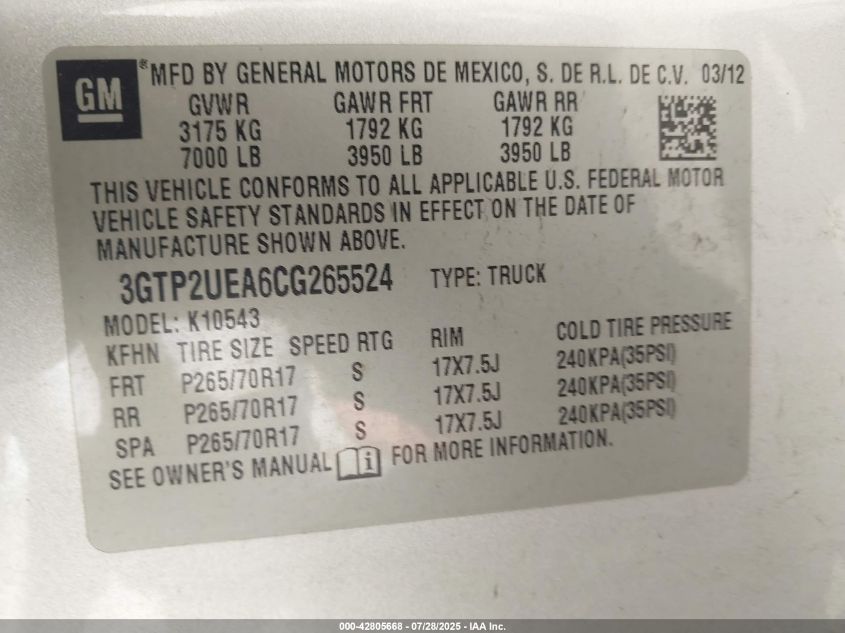 GM ® MFD BY GENERAL MOTORS DE MEXICO, S. DE R.L. DE C.V. 03/12
GVWR GAWR FRT GAWR RR
3175 KG 1792 KG 1792 KG
7000 LB 3950 LB 3950 LB
THIS VEHICLE CONFORMS TO ALL APPLICABLE U.S. FEDERAL MOTOR
VEHICLE SAFETY STANDARDS IN EFFECT ON THE DATE OF
MANUFACTURE SHOWN ABOVE.
3GTP2UEA6CG265524 TYPE: TRUCK
MODEL: K10543
KFHN TIRE SIZE SPEED RTG RIM COLD TIRE PRESSURE
FRT P265/70R17 S 17X7.5J 240KPA(35PSI)
RR P265/70R17 S 17X7.5J 240KPA(35PSI)
SPA P265/70R17 S 17X7.5J 240KPA(35PSI)
SEE OWNER'S MANUAL i FOR MORE INFORMATION.
000-42805668 - 07/28/2025 - IAA Inc.